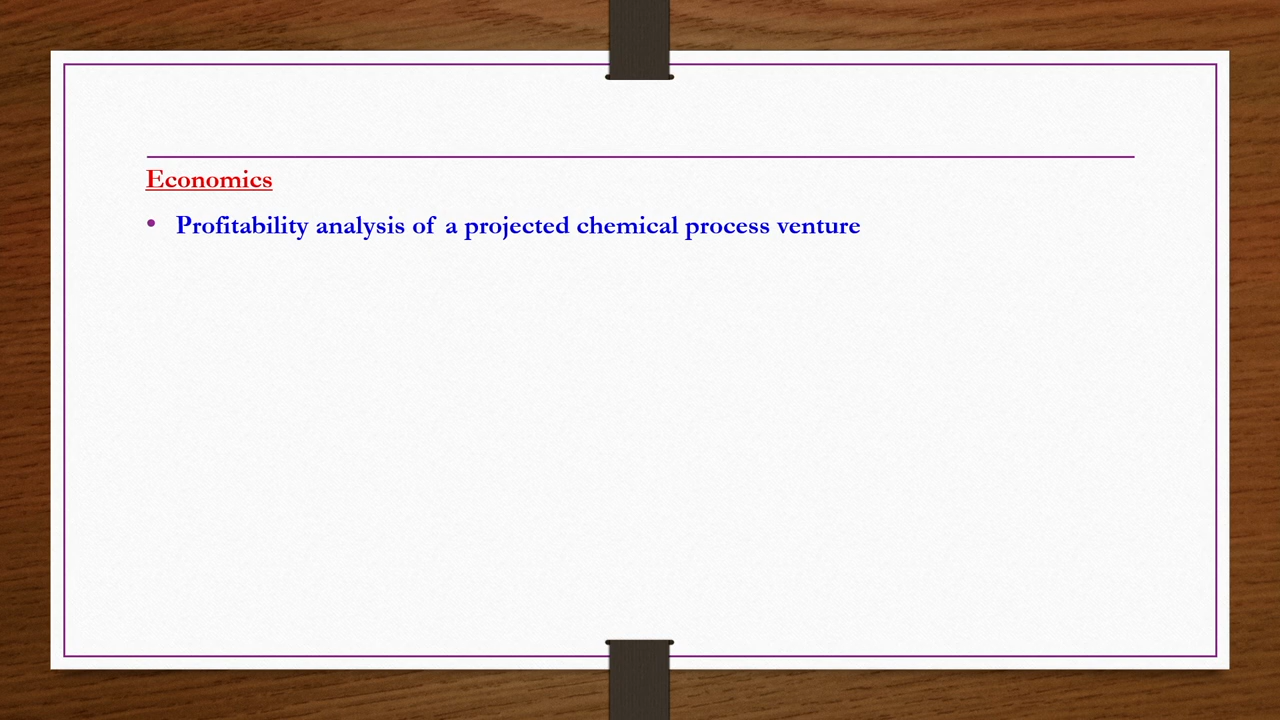 Economics
• Profitability analysis of a projected chemical process venture